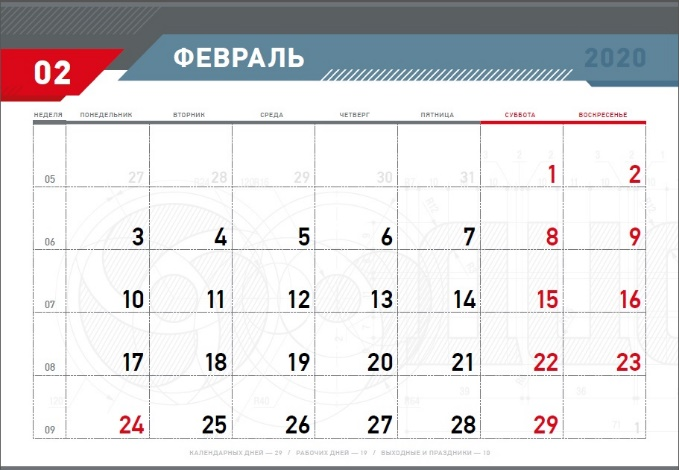 02 ФЕВРАЛЬ 2020
НЕДЕЛЯ ПОНЕДЕЛЬНИК ВТОРНИК СРЕДА ЧЕТВЕРГ ПЯТНИЦА СУББОТА ВОСКРЕСЕНЬЕ
05 27 28 29 30 31 1 2
06 3 4 5 6 7 8 9
07 10 11 12 13 14 15 16
08 17 18 19 20 21 22 23
09 24 25 26 27 28 29 1
КАЛЕНДАРНЫХ ДНЕЙ — 29 / РАБОЧИХ ДНЕЙ — 19 / ВЫХОДНЫЕ И ПРАЗДНИКИ — 10